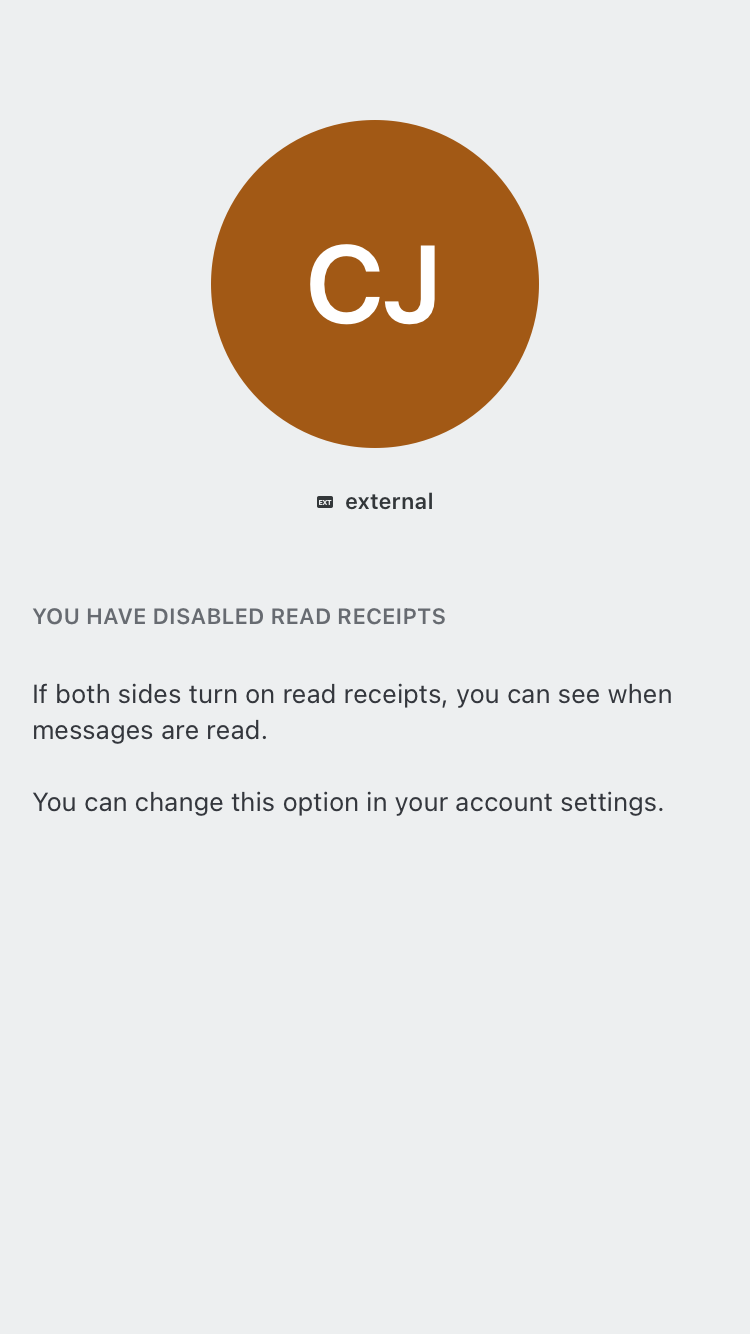 CJ
EXT external
YOU HAVE DISABLED READ RECEIPTS
If both sides turn on read receipts, you can see when
messages are read.
You can change this option in your account settings.